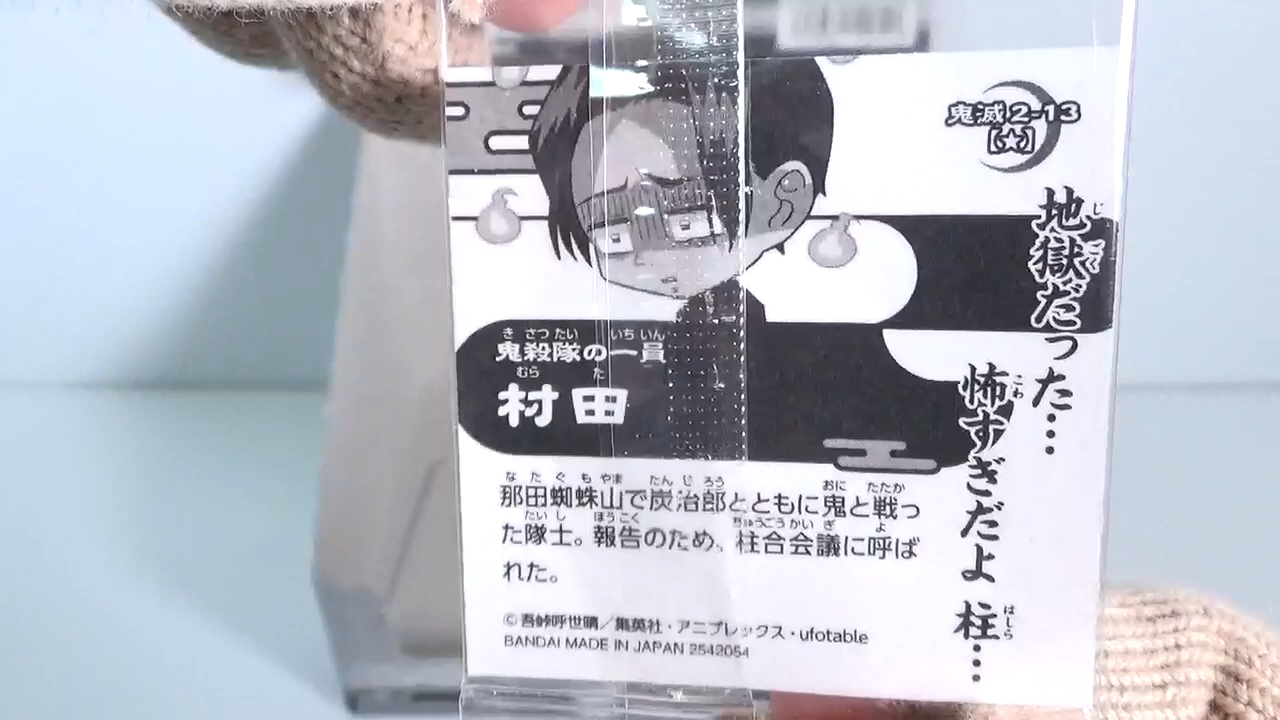 鬼滅2-13
【★】
地獄だった…
怖すぎだよ 柱…
鬼殺隊の一員
村田
那田蜘蛛山で炭治郎とともに鬼と戦っ
た隊士。報告のため、柱合会議に呼ば
れた。
©吾峠呼世晴／集英社・アニプレックス・ufotable
BANDAI MADE IN JAPAN 2542054